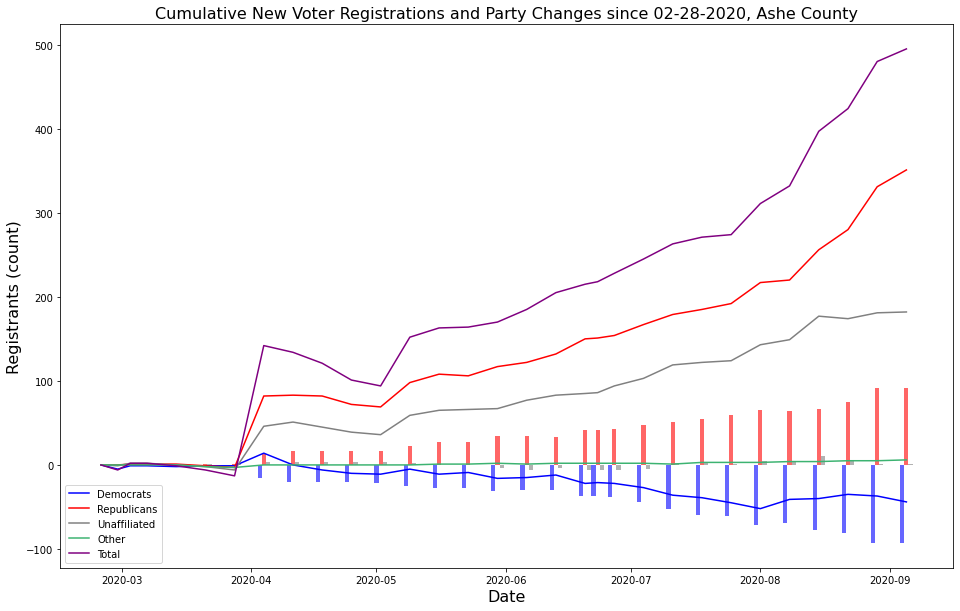 Cumulative New Voter Registrations and Party Changes since 02-28-2020, Ashe County
Registrants (count)
500
400
300
200
100
0
−100
Democrats
Republicans
Unaffiliated
Other
Total
2020-03 2020-04 2020-05 2020-06 2020-07 2020-08 2020-09
Date